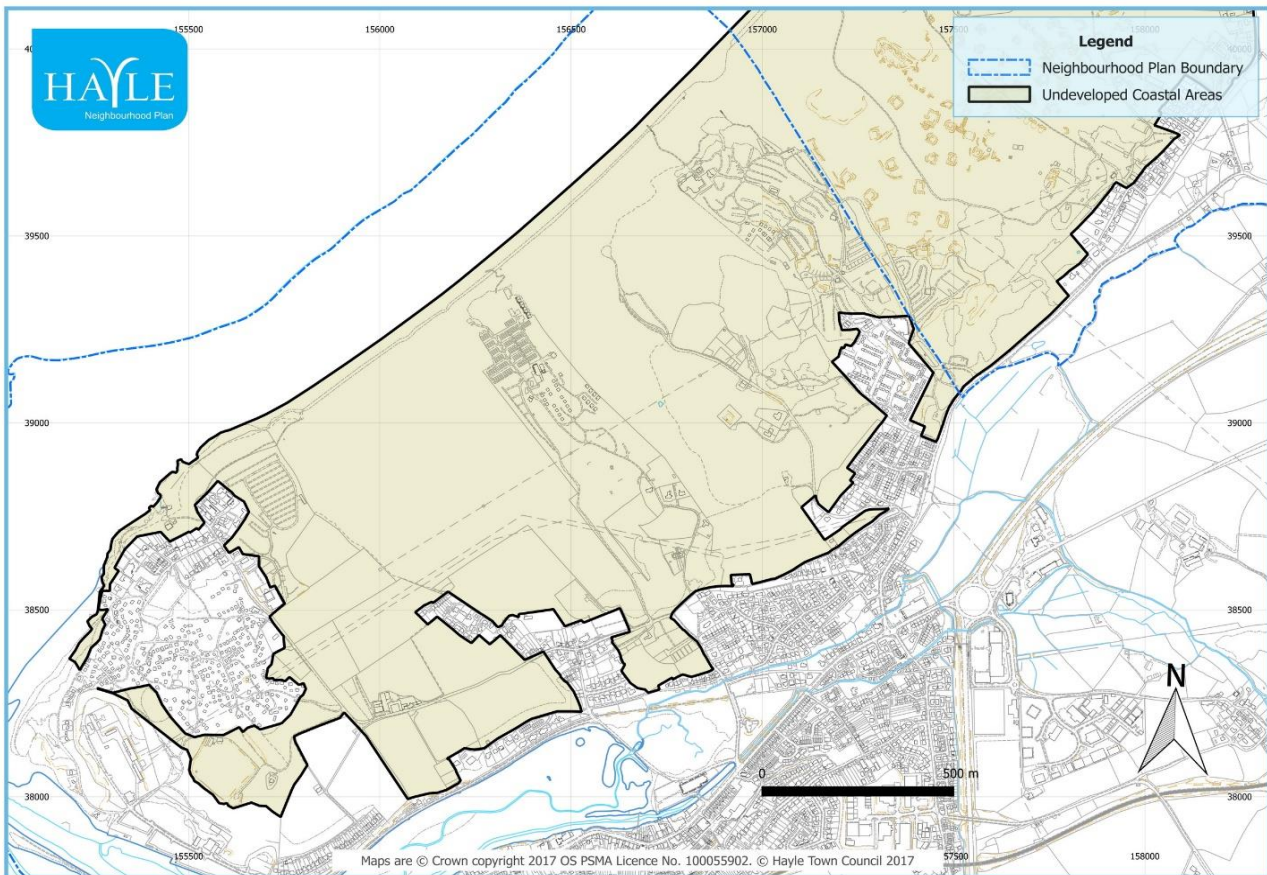 155500
156000
156500
157000
157500
158000
40000
40000
HAYLE
Neighbourhood Plan
Legend
Neighbourhood Plan Boundary
Undeveloped Coastal Areas
39500
39500
39000
39000
38500
38500
N
0
500 m
38000
38000
155500
57500
158000
Maps are © Crown copyright 2017 OS PSMA Licence No. 100055902. © Hayle Town Council 2017